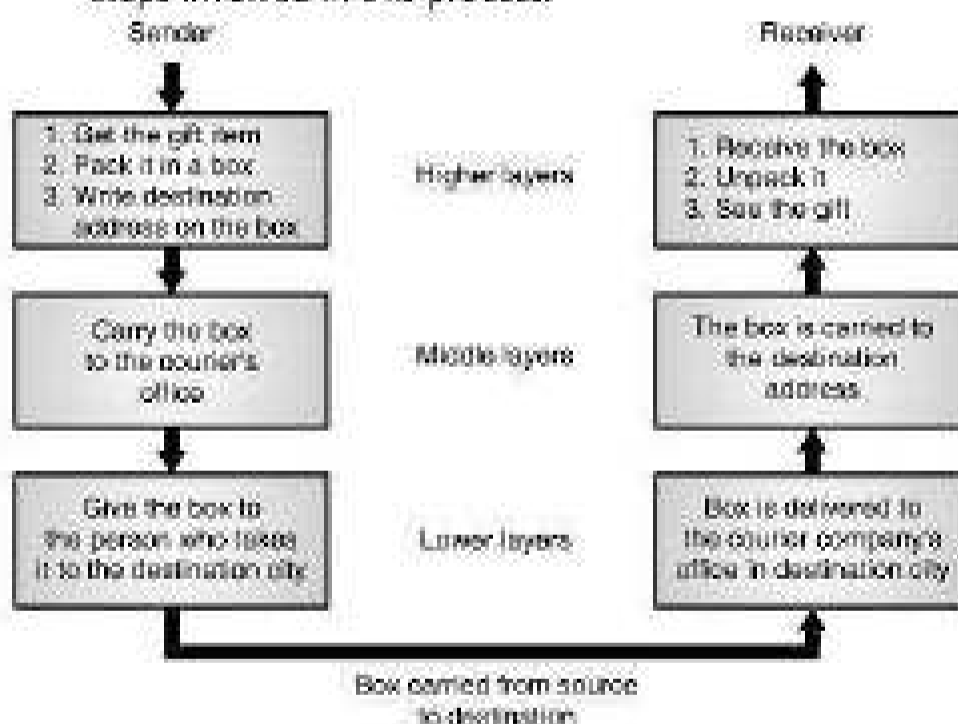 Sender
Receiver
1. Get the gift item
2. Pack it in a box
3. Write destination
address on the box
Higher layers
1. Receive the box
2. Unpack it
3. See the gift
Carry the box
to the courier's
office
Middle layers
The box is carried to
the destination
address
Give the box to
the person who takes
it to the destination city
Lower layers
Box is delivered to
the courier company's
office in destination city
Box carried from source
to destination